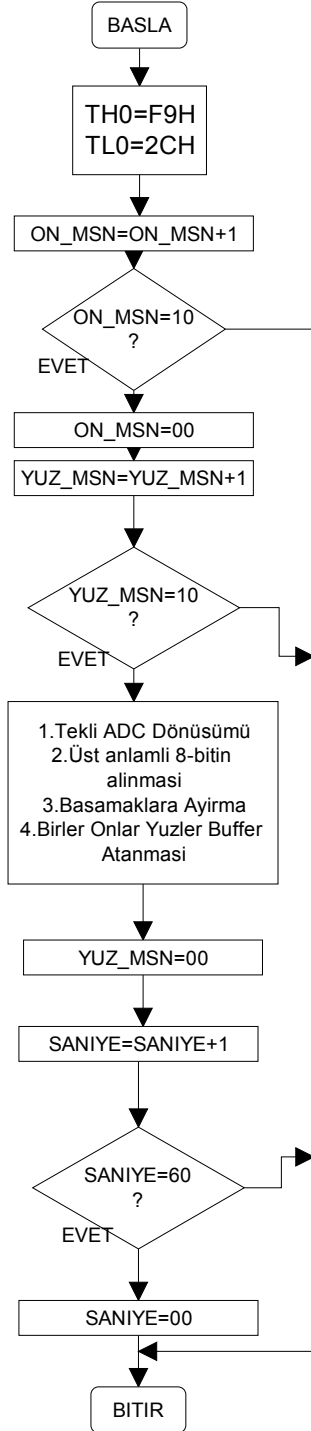 BASLA
TH0=F9H
TL0=2CH
ON_MSN=ON_MSN+1
ON_MSN=10
?
EVET
ON_MSN=00
YUZ_MSN=YUZ_MSN+1
YUZ_MSN=10
?
EVET
1.Tekli ADC Dönüsümü
2.Üst anlamli 8-bitin
alinmasi
3.Basamaklara Ayirma
4.Birler Onlar Yuzler Buffer
Atanmasi
YUZ_MSN=00
SANIYE=SANIYE+1
SANIYE=60
?
EVET
SANIYE=00
BITIR